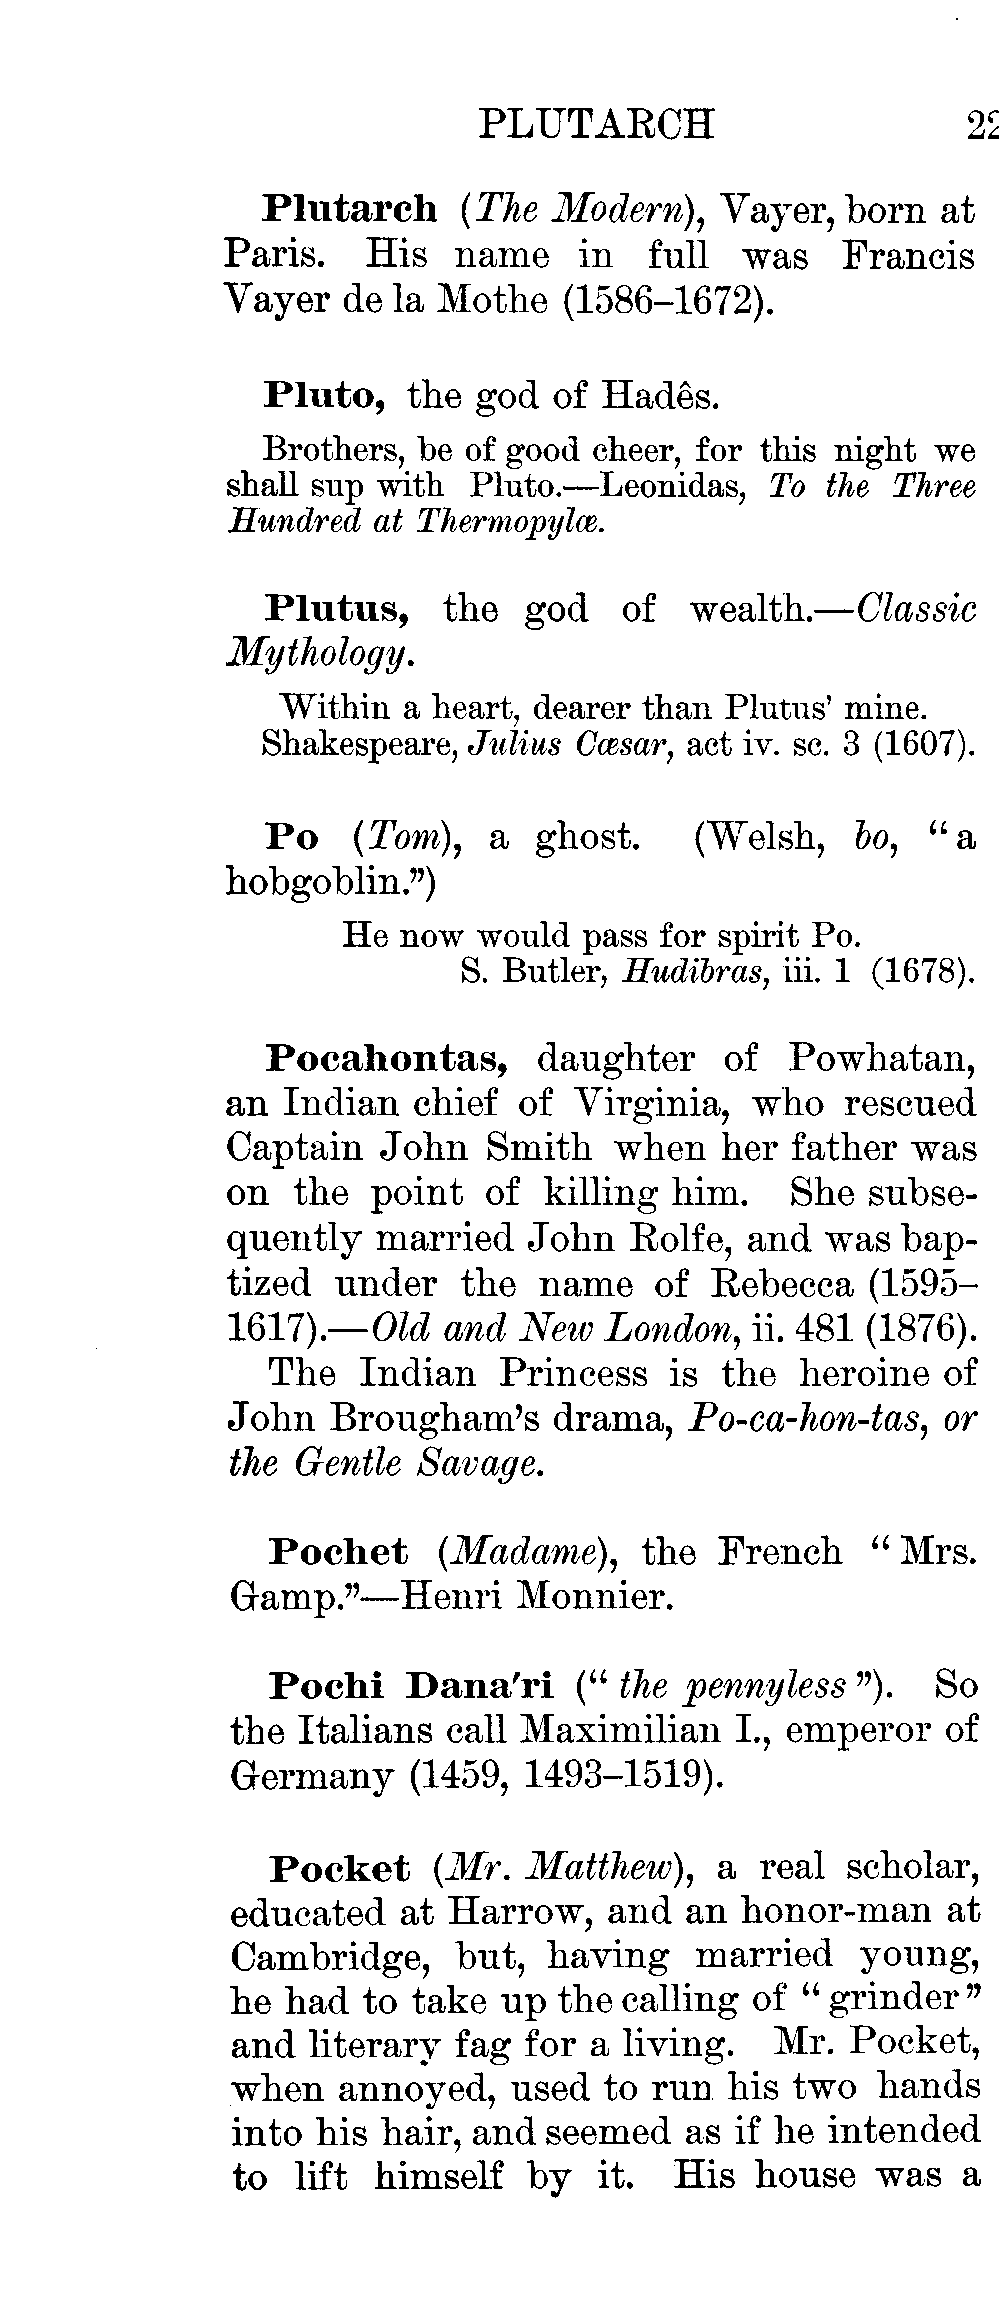 PLUTARCH
Plutarch (The Modern), Vayer, born at
Paris. His name in full was Francis
Vayer de la Mothe (1586–1672).
Pluto, the god of Hadês.
Brothers, be of good cheer, for this night we
shall sup with Pluto.—Leonidas, To the Three
Hundred at Thermopylæ.
Plutus, the god of wealth.—Classic
Mythology.
Within a heart, dearer than Plutus' mine.
Shakespeare, Julius Cæsar, act iv. sc. 3 (1607).
Po (Tom), a ghost. (Welsh, bo, "a
hobgoblin.")
He now would pass for spirit Po.
S. Butler, Hudibras, iii. 1 (1678).
Pocahontas, daughter of Powhatan,
an Indian chief of Virginia, who rescued
Captain John Smith when her father was
on the point of killing him. She subse-
quently married John Rolfe, and was bap-
tized under the name of Rebecca (1595–
1617).—Old and New London, ii. 481 (1876).
The Indian Princess is the heroine of
John Brougham's drama, Po-ca-hon-tas, or
the Gentle Savage.
Pochet (Madame), the French "Mrs.
Gamp."—Henri Monnier.
Pochi Dana'ri ("the pennyless"). So
the Italians call Maximilian I., emperor of
Germany (1459, 1493–1519).
Pocket (Mr. Matthew), a real scholar,
educated at Harrow, and an honor-man at
Cambridge, but, having married young,
he had to take up the calling of "grinder"
and literary fag for a living. Mr. Pocket,
when annoyed, used to run his two hands
into his hair, and seemed as if he intended
to lift himself by it. His house was a